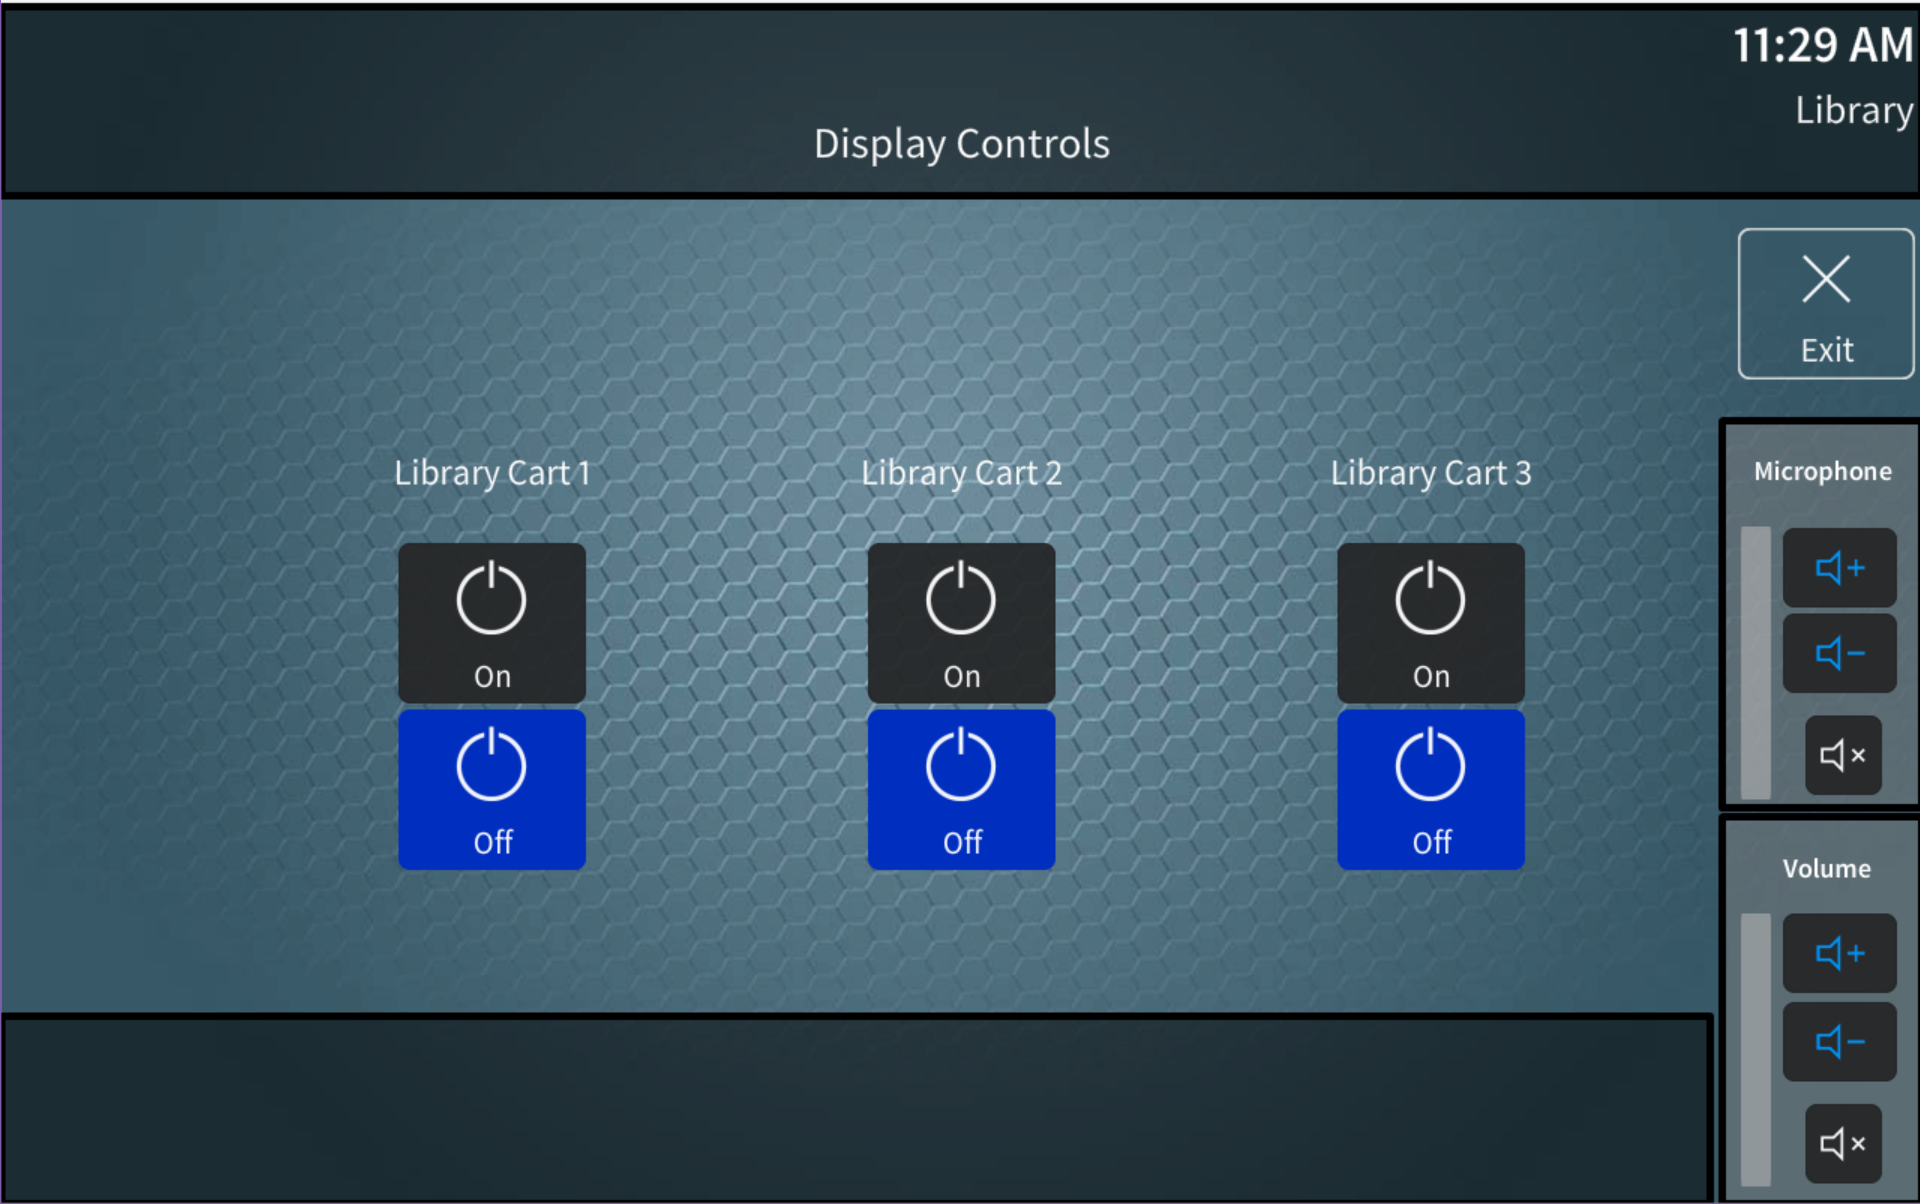 11:29 AM
Library
Display Controls
Exit
Library Cart 1
Library Cart 2
Library Cart 3
On
On
On
Off
Off
Off
Microphone
Volume